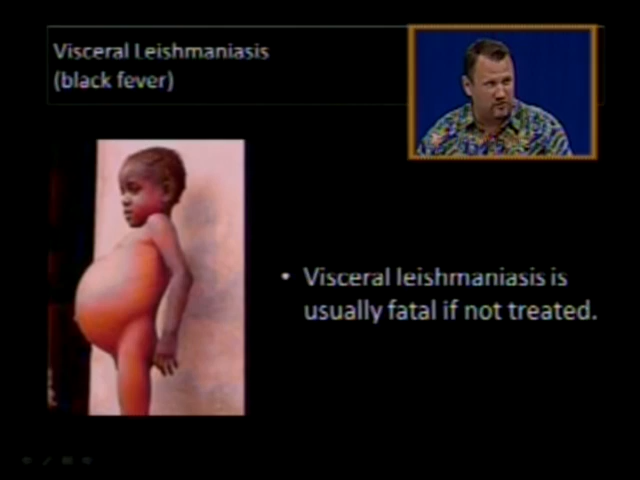 Visceral Leishmaniasis
(black fever)
• Visceral leishmaniasis is
usually fatal if not treated.